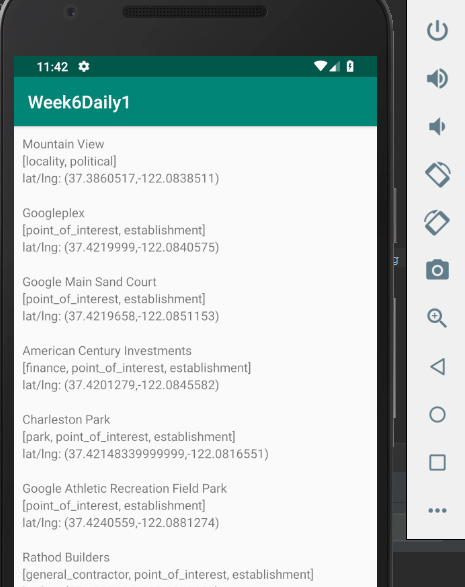 11:42
Week6Daily1
Mountain View
[locality, political]
lat/lng: (37.3860517,-122.0838511)
Googleplex
[point_of_interest, establishment]
lat/lng: (37.4219999,-122.0840575)
Google Main Sand Court
[point_of_interest, establishment]
lat/lng: (37.4219658,-122.0851153)
American Century Investments
[finance, point_of_interest, establishment]
lat/lng: (37.4201279,-122.0845582)
Charleston Park
[park, point_of_interest, establishment]
lat/lng: (37.42148339999999,-122.0816551)
Google Athletic Recreation Field Park
[point_of_interest, establishment]
lat/lng: (37.4240559,-122.0881274)
Rathod Builders
[general_contractor, point_of_interest, establishment]